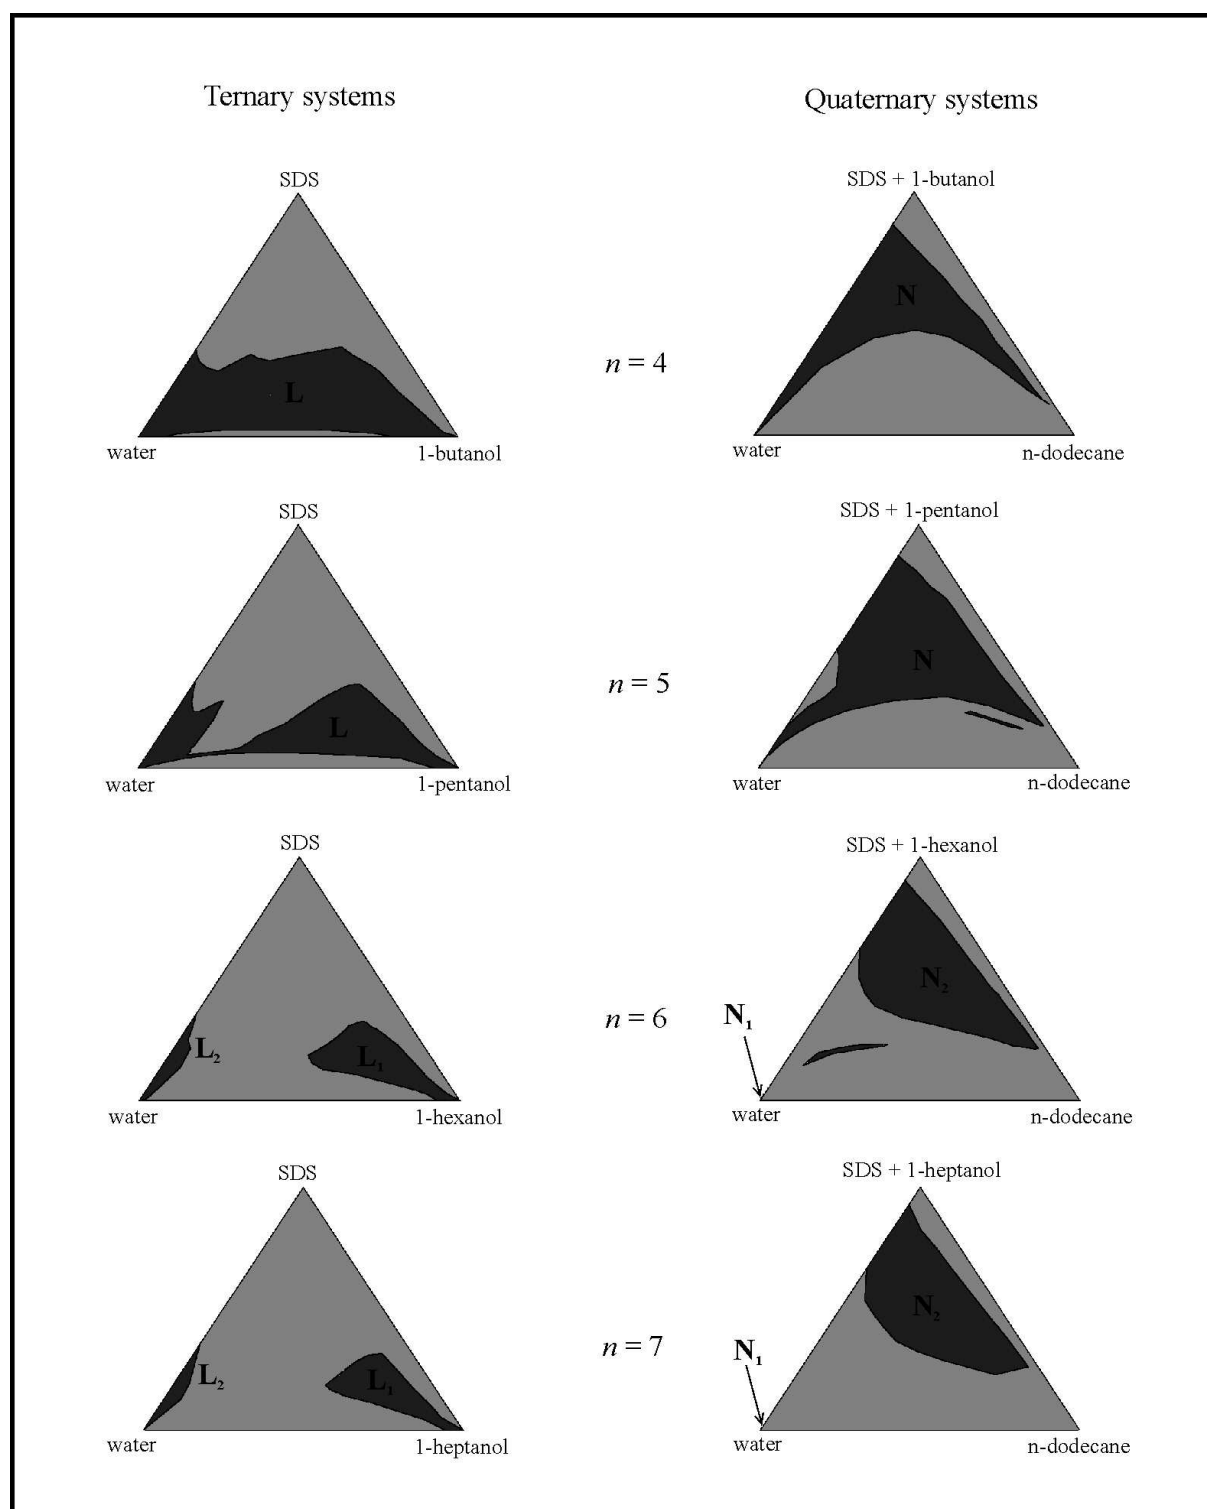 Ternary systems
Quaternary systems
SDS
SDS + 1-butanol
L
N
n = 4
water
1-butanol
water
n-dodecane
SDS
SDS + 1-pentanol
L
N
n = 5
water
1-pentanol
water
n-dodecane
SDS
SDS + 1-hexanol
L₂
L₁
n = 6
N₁
N₂
water
1-hexanol
water
n-dodecane
SDS
SDS + 1-heptanol
L₂
L₁
n = 7
N₁
N₂
water
1-heptanol
water
n-dodecane